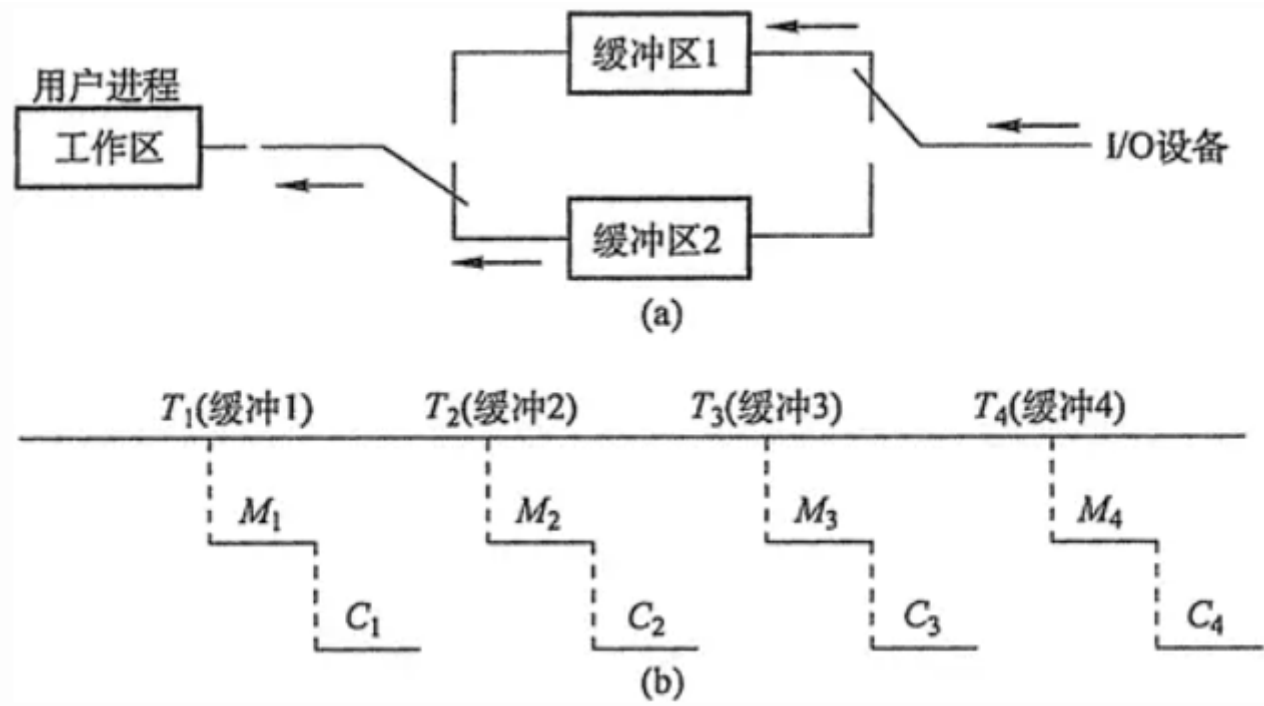 缓冲区1
用户进程
工作区
I/O设备
缓冲区2
(a)
T₁(缓冲1) T₂(缓冲2) T₃(缓冲3) T₄(缓冲4)
M₁ M₂ M₃ M₄
C₁ C₂ C₃ C₄
(b)